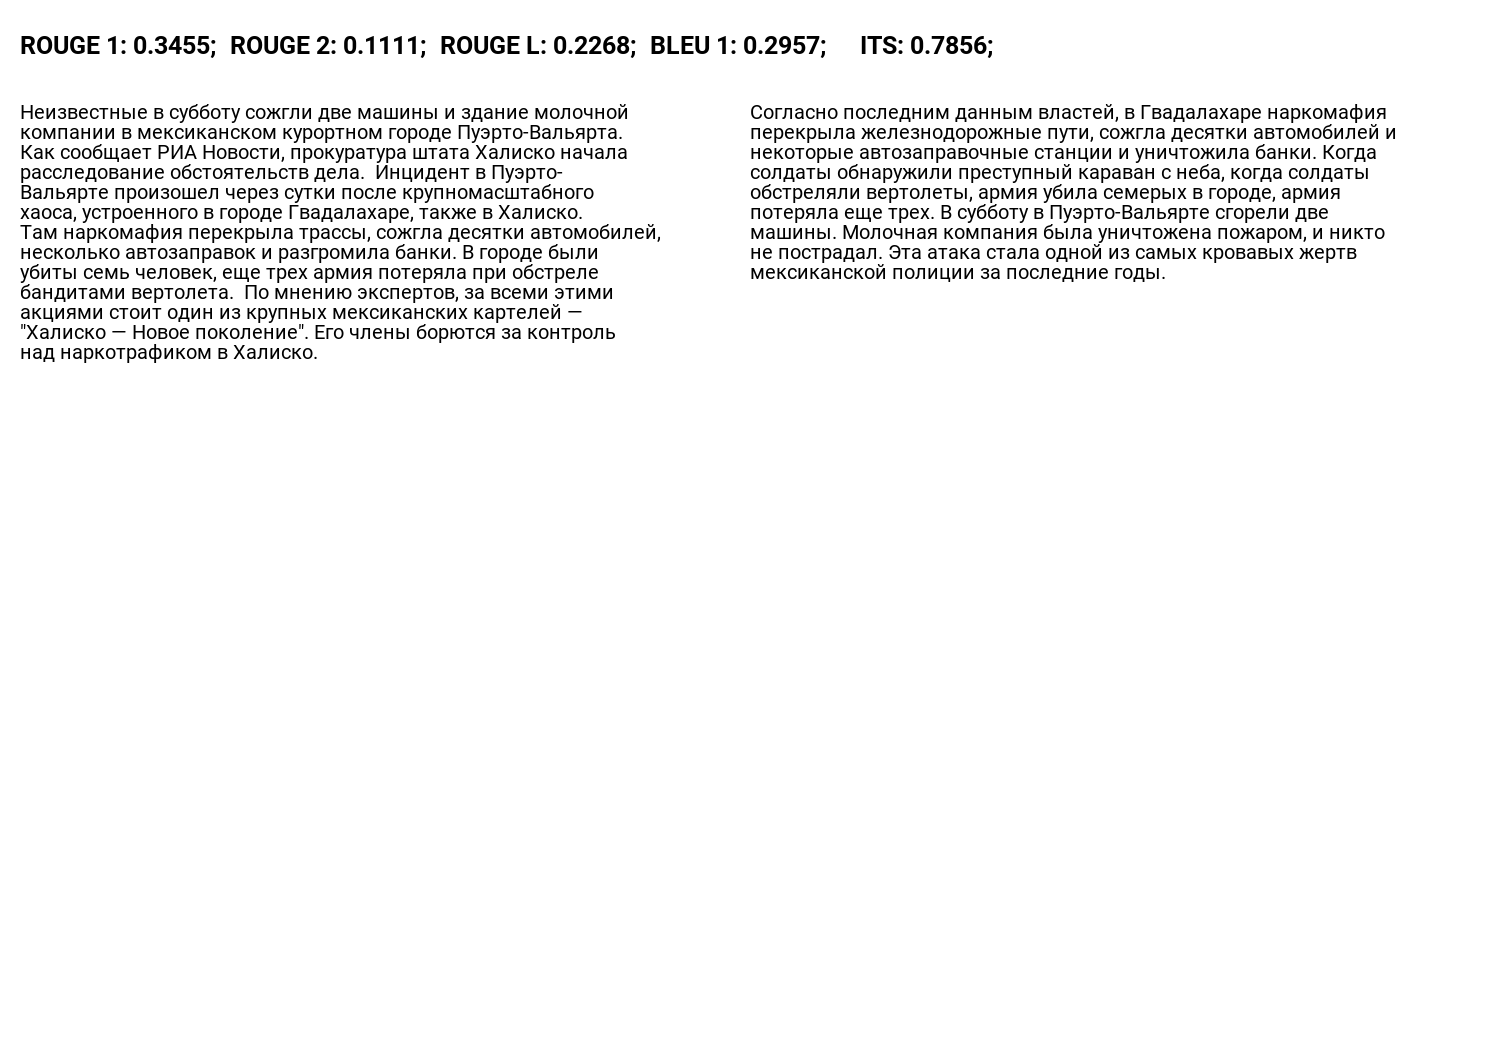 ROUGE 1: 0.3455; ROUGE 2: 0.1111; ROUGE L: 0.2268; BLEU 1: 0.2957; ITS: 0.7856;
Неизвестные в субботу сожгли две машины и здание молочной
компании в мексиканском курортном городе Пуэрто-Вальярта.
Как сообщает РИА Новости, прокуратура штата Халиско начала
расследование обстоятельств дела.  Инцидент в Пуэрто-
Вальярте произошел через сутки после крупномасштабного
хаоса, устроенного в городе Гвадалахаре, также в Халиско.
Там наркомафия перекрыла трассы, сожгла десятки автомобилей,
несколько автозаправок и разгромила банки. В городе были
убиты семь человек, еще трех армия потеряла при обстреле
бандитами вертолета.  По мнению экспертов, за всеми этими
акциями стоит один из крупных мексиканских картелей —
"Халиско — Новое поколение". Его члены борются за контроль
над наркотрафиком в Халиско.
Согласно последним данным властей, в Гвадалахаре наркомафия
перекрыла железнодорожные пути, сожгла десятки автомобилей и
некоторые автозаправочные станции и уничтожила банки. Когда
солдаты обнаружили преступный караван с неба, когда солдаты
обстреляли вертолеты, армия убила семерых в городе, армия
потеряла еще трех. В субботу в Пуэрто-Вальярте сгорели две
машины. Молочная компания была уничтожена пожаром, и никто
не пострадал. Эта атака стала одной из самых кровавых жертв
мексиканской полиции за последние годы.